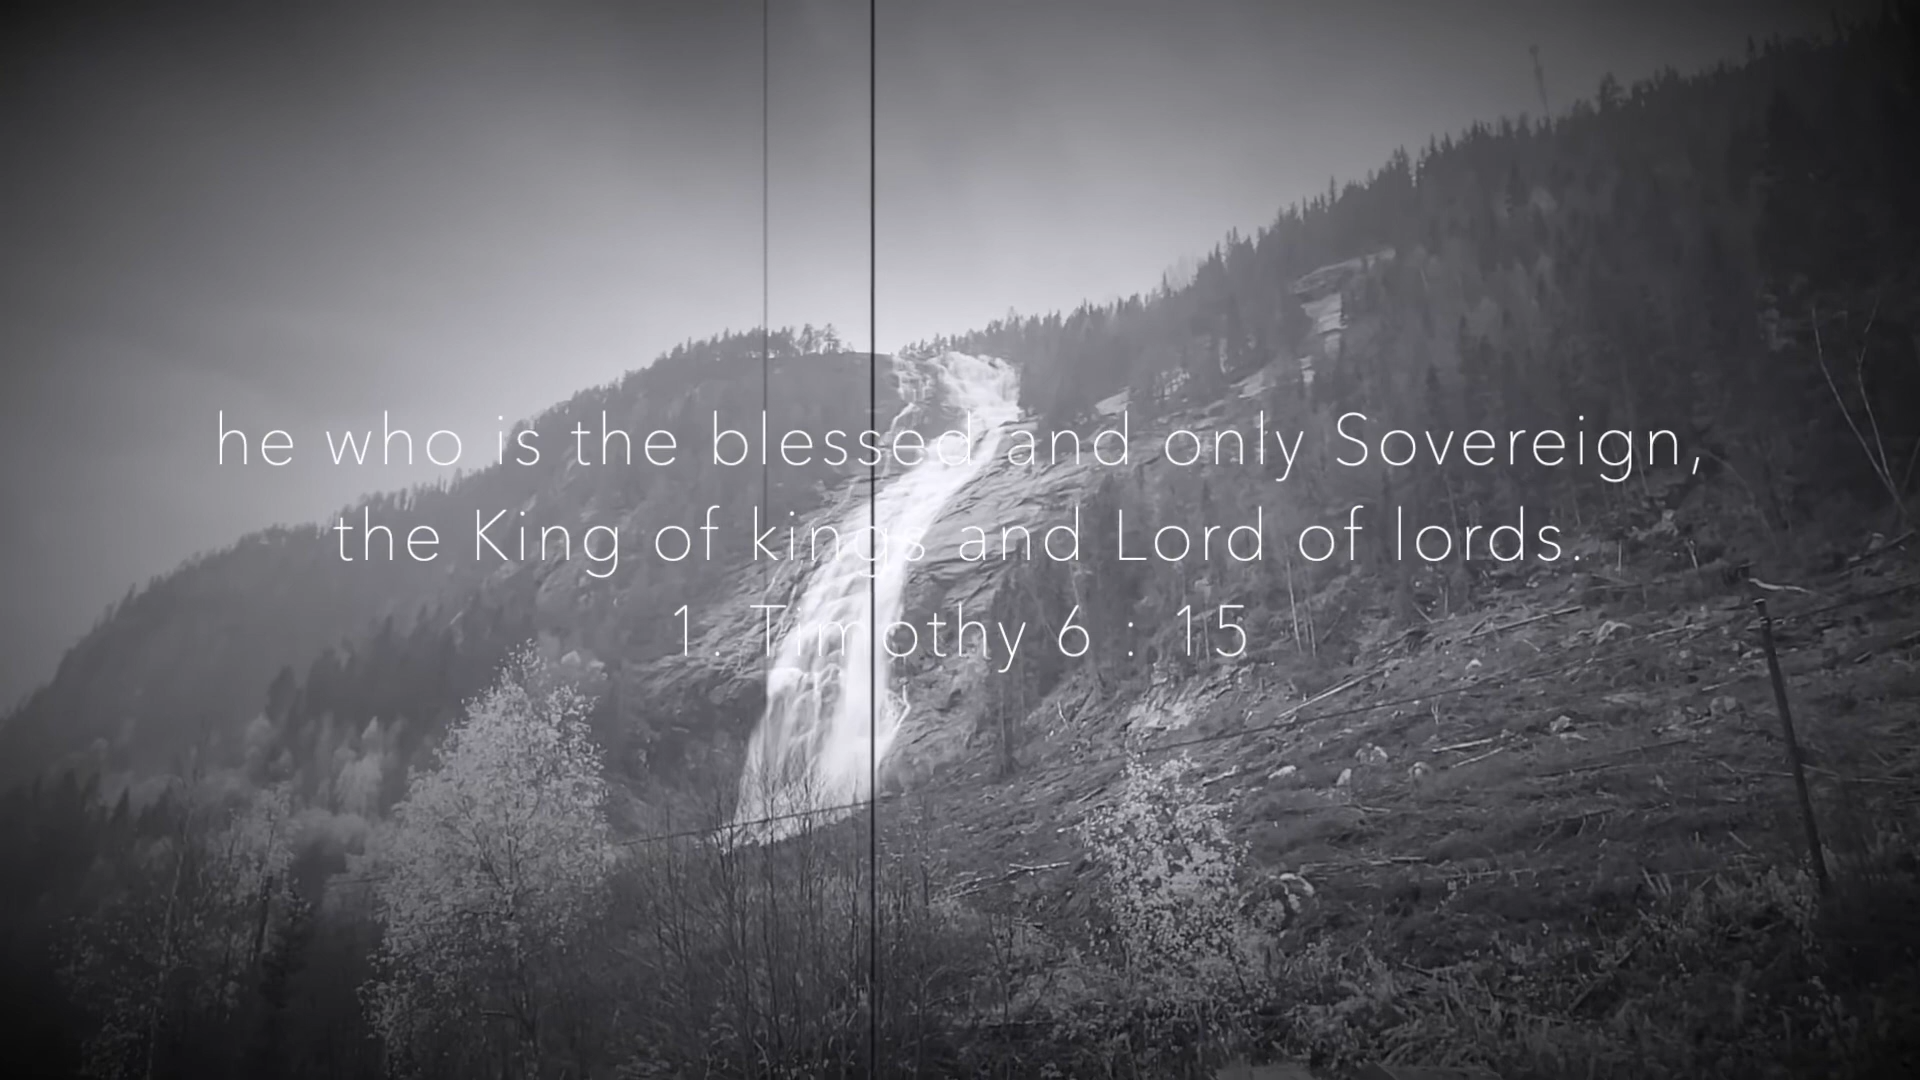 he who is the blessed and only Sovereign,
the King of kings and Lord of lords.
1. Timothy 6 : 15